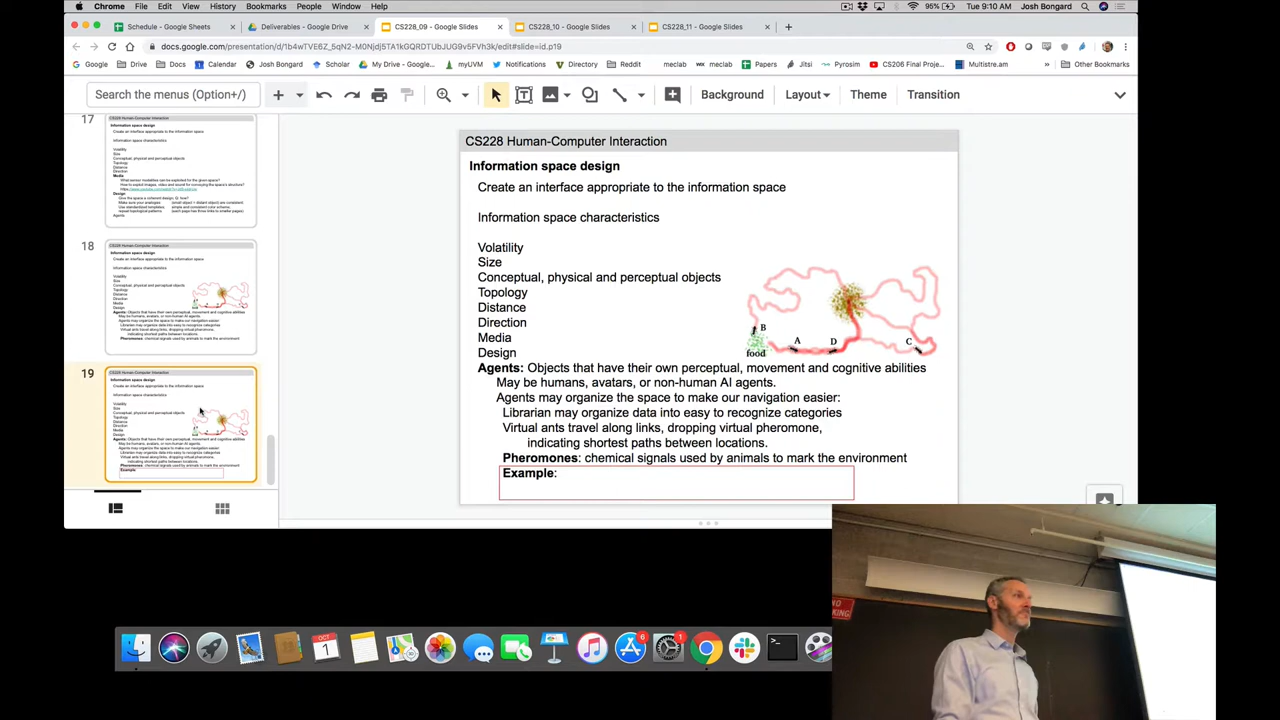 Chrome File Edit View History Bookmarks People Window Help 95% Tue 9:10 AM Josh Bongard
Schedule - Google Sheets Deliverables - Google Drive CS228_09 - Google Slides CS228_10 - Google Slides CS228_11 - Google Slides
docs.google.com/presentation/d/1b4wTVE6Z_5qN2-M0Njdj5TA1kGQRDTUbJUG9v5FVh3k/edit#slide=id.p19
Google Drive Docs Calendar Josh Bongard Scholar My Drive - Google... myUVM Notifications Directory Reddit meclab meclab Papers Jitsi Pyrosim CS206 Final Proje... Multistre.am » Other Bookmarks
Search the menus (Option+/) Background Layout Theme Transition
17
18
19
CS228 Human-Computer Interaction
Information space design
Create an interface appropriate to the information space
Information space characteristics
Volatility
Size
Conceptual, physical and perceptual objects
Topology
Distance
Direction
Media
Design
B
A D C
food
Agents: Objects that have their own perceptual, movement and cognitive abilities
May be humans, avatars, or non-human AI agents.
Agents may organize the space to make our navigation easier:
Librarian may organize data into easy to recognize categories
Virtual ants travel along links, dropping virtual pheromone,
indicating shortest paths between locations.
Pheromones: chemical signals used by animals to mark the environment
Example:
OCT
1
6
1
NO